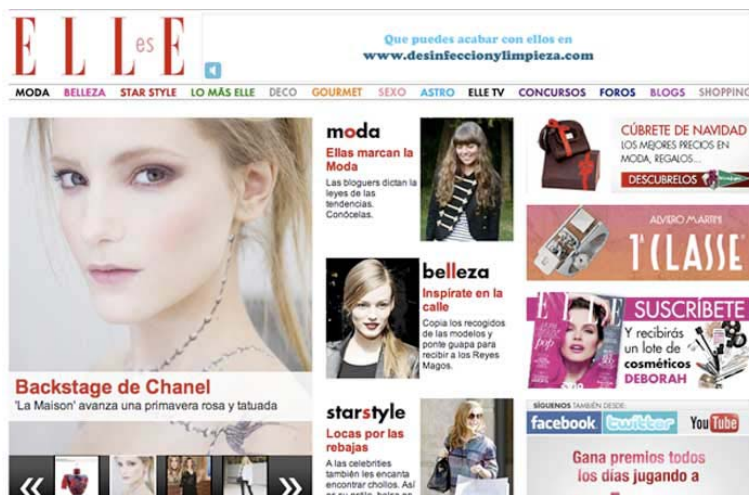 ELLE
es
Que puedes acabar con ellos en
www.desinfeccionylimpieza.com
MODA BELLEZA STAR STYLE LO MÁS ELLE DECO GOURMET SEXO ASTRO ELLE TV CONCURSOS FOROS BLOGS SHOPPING
Backstage de Chanel
'La Maison' avanza una primavera rosa y tatuada
moda
Ellas marcan la
Moda
Las bloguers dictan la
leyes de las
tendencias.
Conócelas.
belleza
Inspírate en la
calle
Copia los recogidos
de las modelos y
ponte guapa para
recibir a los Reyes
Magos.
starstyle
Locas por las
rebajas
A las celebrities
también les encanta
encontrar chollos. Así
CÚBRETE DE NAVIDAD
LOS MEJORES PRECIOS EN
MODA, REGALOS...
DESCUBRELOS
ALVIERO MARTINI
1ª CLASSE
ELLE
SUSCRÍBETE
Y recibirás
un lote de
cosméticos
DEBORAH
SÍGUENOS TAMBIÉN DESDE:
facebook twitter YouTube
Gana premios todos
los días jugando a